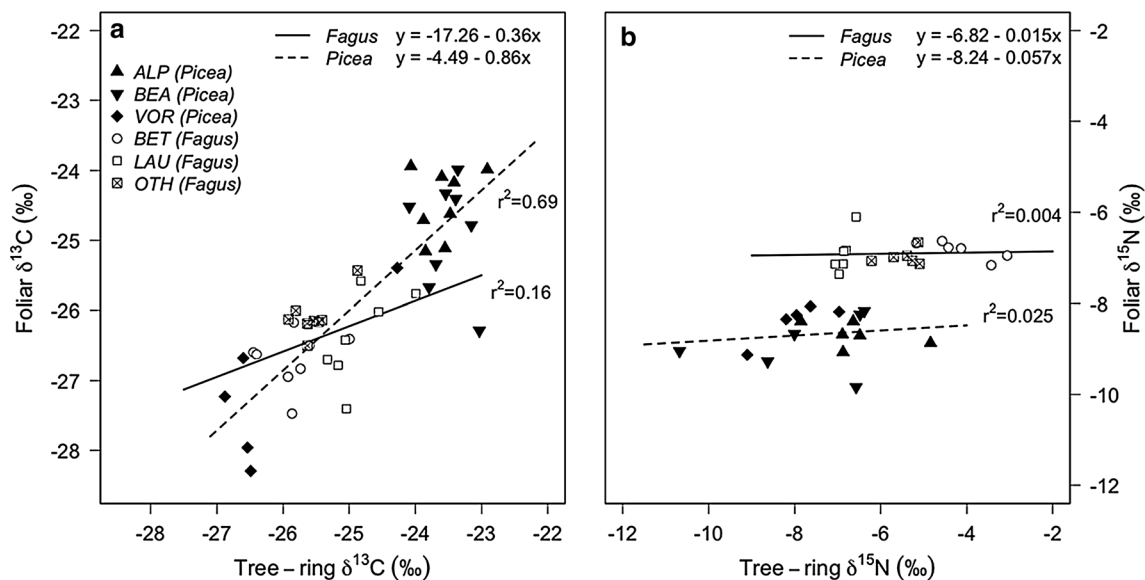 a
Fagus y = -17.26 - 0.36x
Picea y = -4.49 - 0.86x
ALP (Picea)
BEA (Picea)
VOR (Picea)
BET (Fagus)
LAU (Fagus)
OTH (Fagus)
r²=0.69
r²=0.16
-22
-23
-24
-25
-26
-27
-28
Foliar δ¹³C (‰)
-28 -27 -26 -25 -24 -23 -22
Tree – ring δ¹³C (‰)
b
Fagus y = -6.82 - 0.015x
Picea y = -8.24 - 0.057x
r²=0.004
r²=0.025
-2
-4
-6
-8
-10
-12
Foliar δ¹⁵N (‰)
-12 -10 -8 -6 -4 -2
Tree – ring δ¹⁵N (‰)